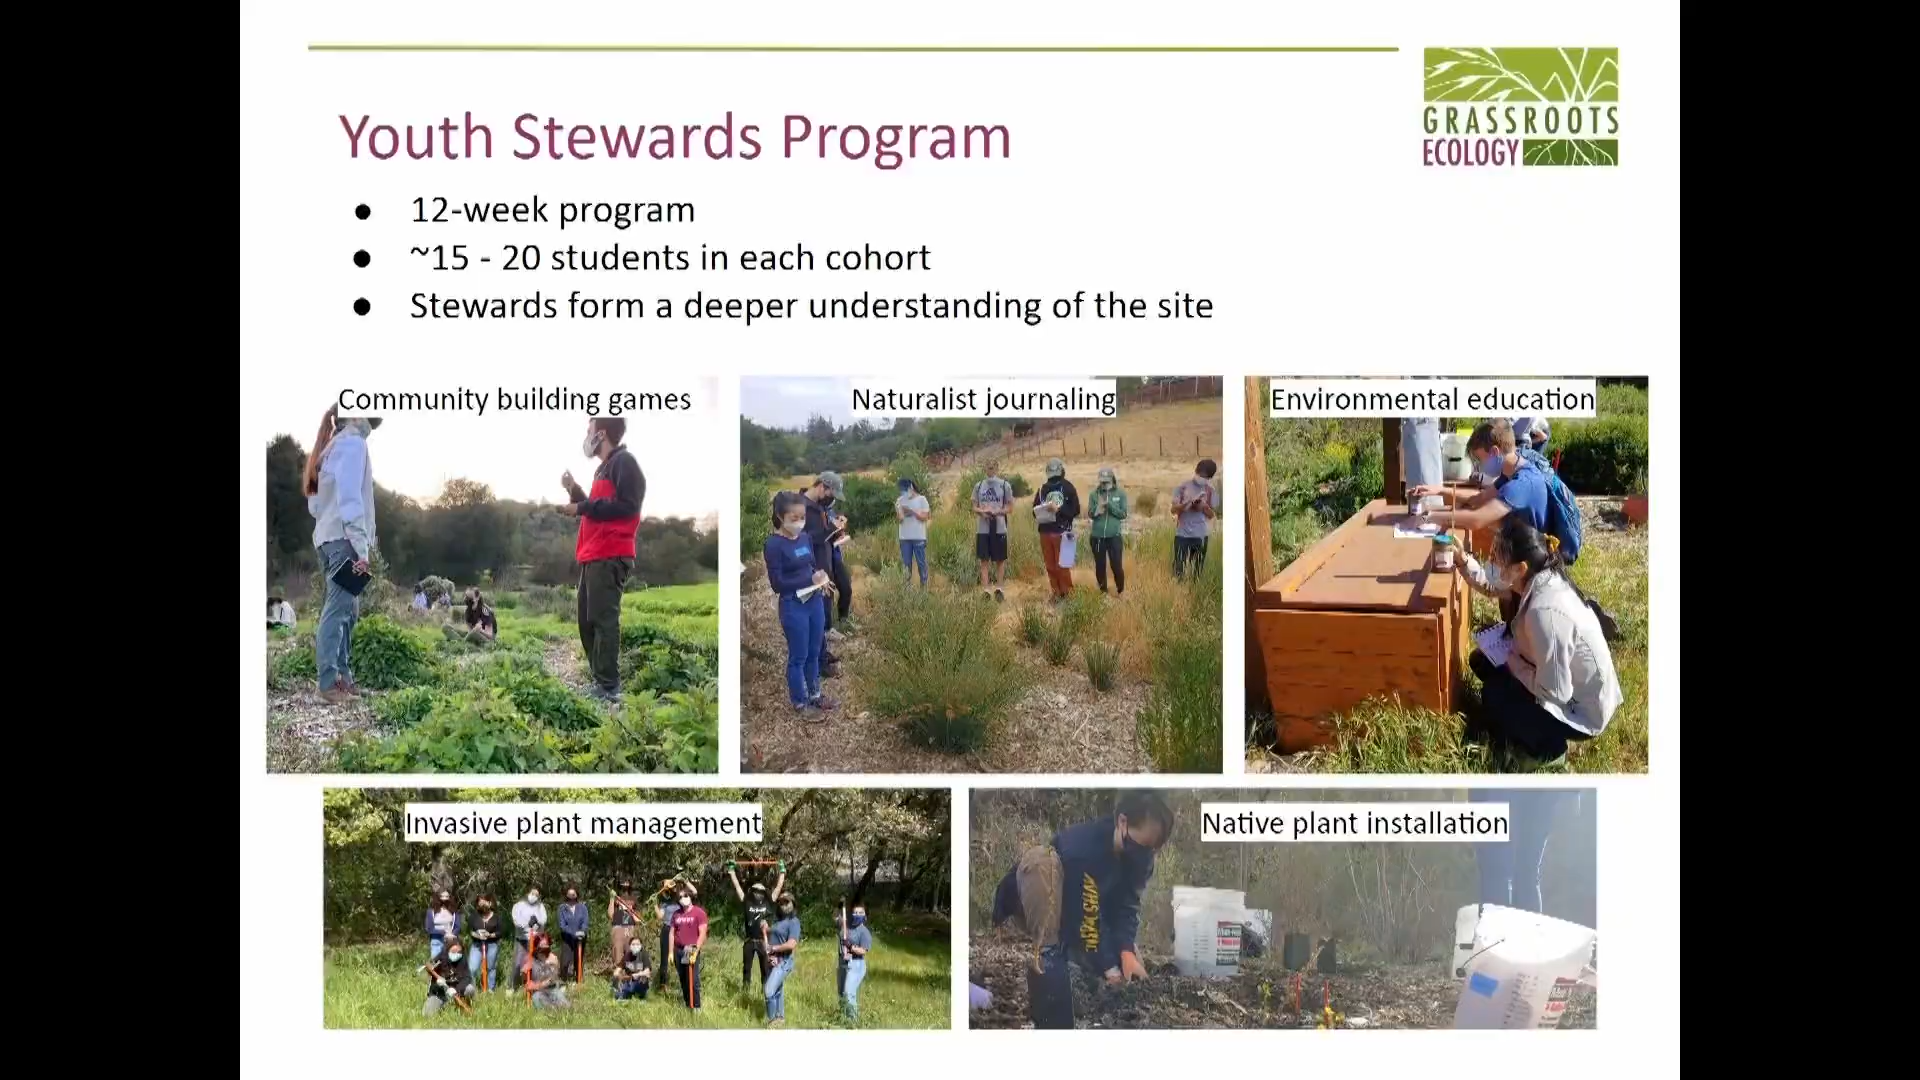 GRASSROOTS
ECOLOGY
Youth Stewards Program
● 12-week program
● ~15 - 20 students in each cohort
● Stewards form a deeper understanding of the site
Community building games
Naturalist journaling
Environmental education
Invasive plant management
Native plant installation